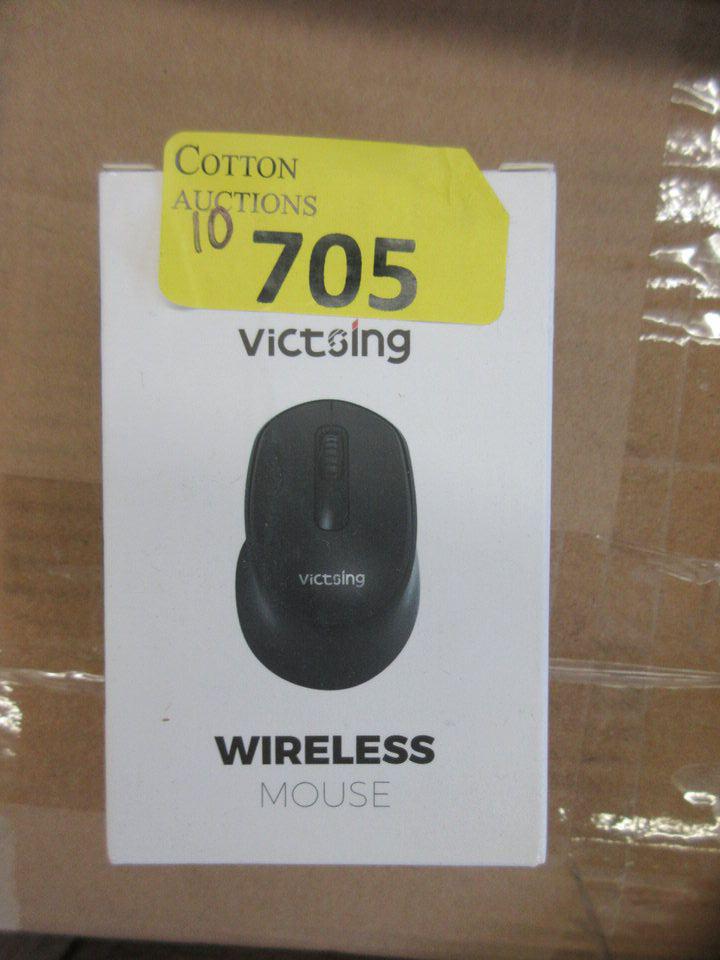 COTTON
AUCTIONS
10
705
victsing
victsing
WIRELESS
MOUSE